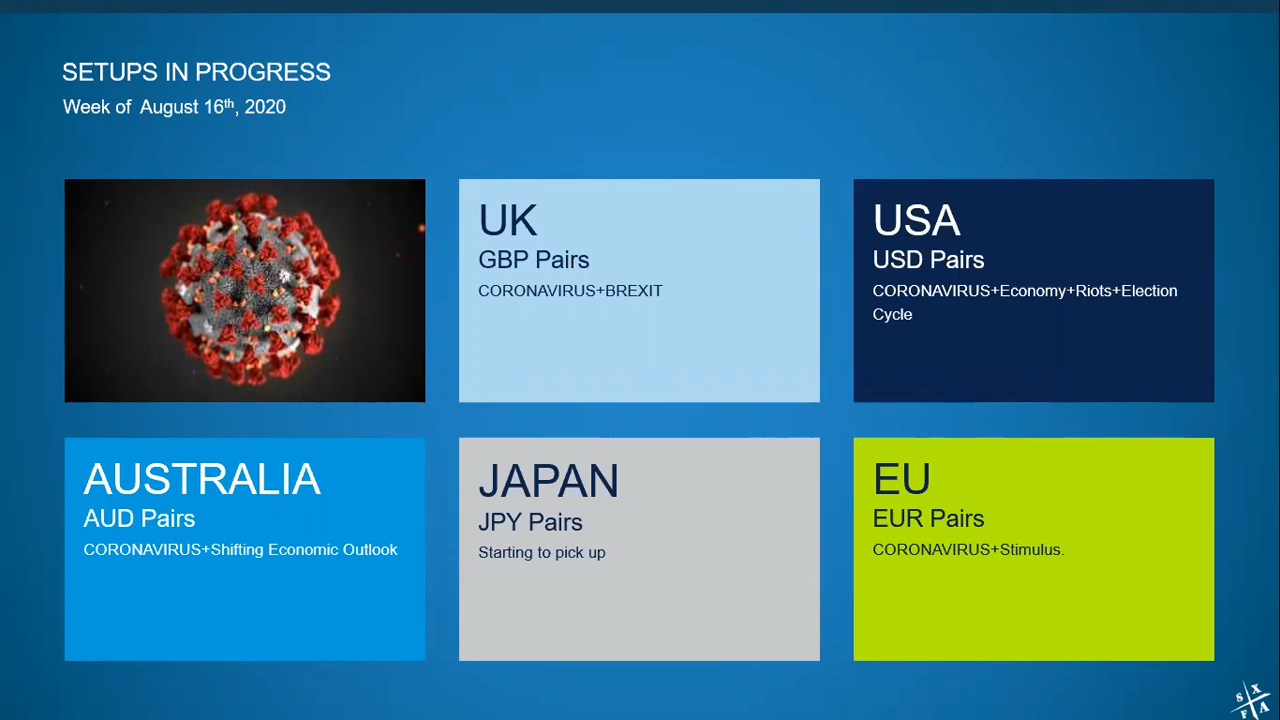 SETUPS IN PROGRESS
Week of August 16th, 2020
UK
GBP Pairs
CORONAVIRUS+BREXIT
USA
USD Pairs
CORONAVIRUS+Economy+Riots+Election
Cycle
AUSTRALIA
AUD Pairs
CORONAVIRUS+Shifting Economic Outlook
JAPAN
JPY Pairs
Starting to pick up
EU
EUR Pairs
CORONAVIRUS+Stimulus.
S X
F A